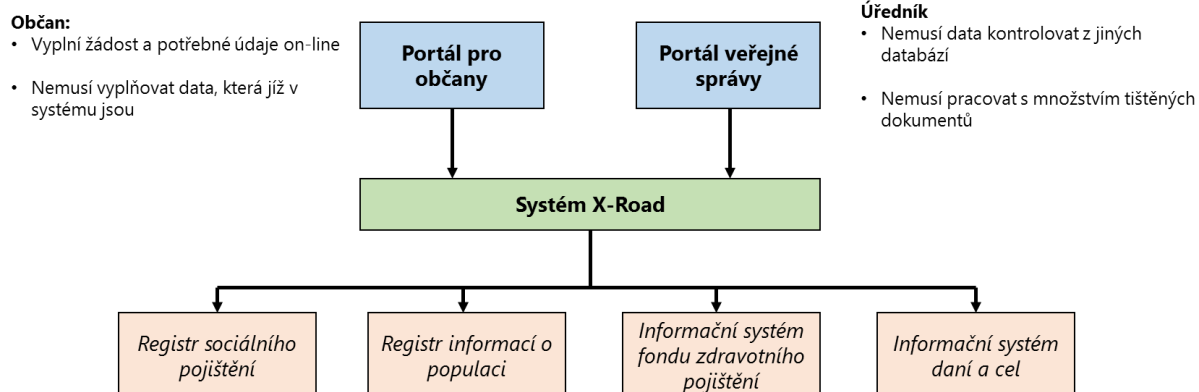 Občan:
• Vyplní žádost a potřebné údaje on-line
• Nemusí vyplňovat data, která jíž v
systému jsou
Portál pro
občany
Portál veřejné
správy
Úředník
• Nemusí data kontrolovat z jiných
databází
• Nemusí pracovat s množstvím tištěných
dokumentů
Systém X-Road
Registr sociálního
pojištění
Registr informací o
populaci
Informační systém
fondu zdravotního
pojištění
Informační systém
daní a cel